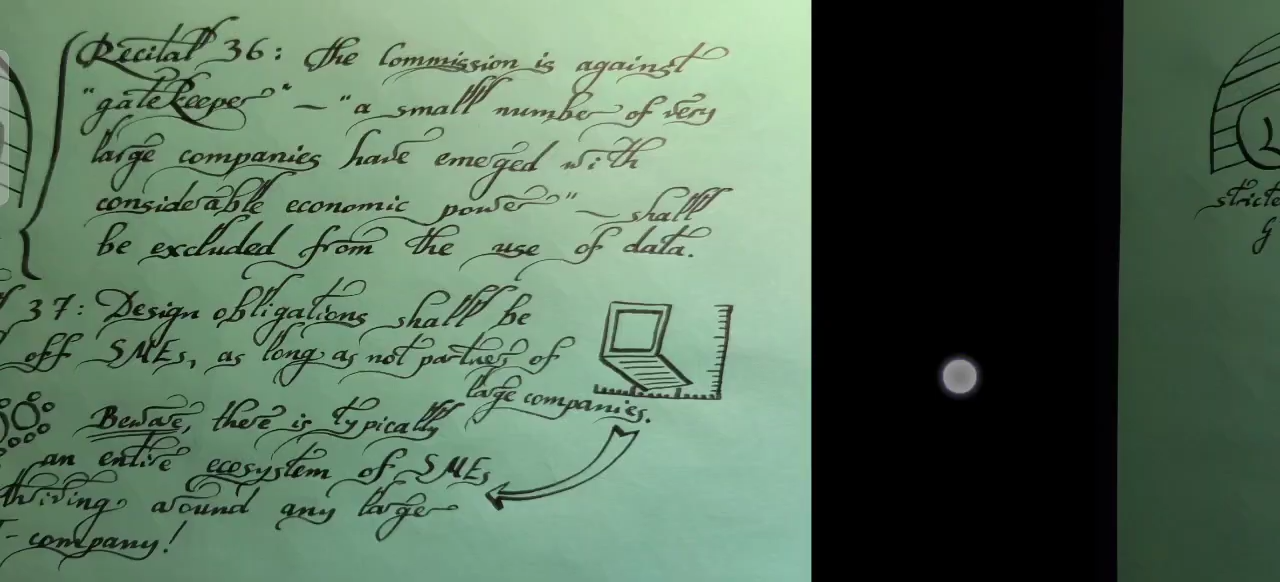 Recital 36: The Commission is against
"gatekeeper" – "a small number of very
large companies have emerged with
considerable economic power" – shall
be excluded from the use of data.
37: Design obligations shall be
off SMEs, as long as not partners of
large companies.
Beware, there is typically
an entire ecosystem of SMEs
thriving around any larger
- company!
stricte
G